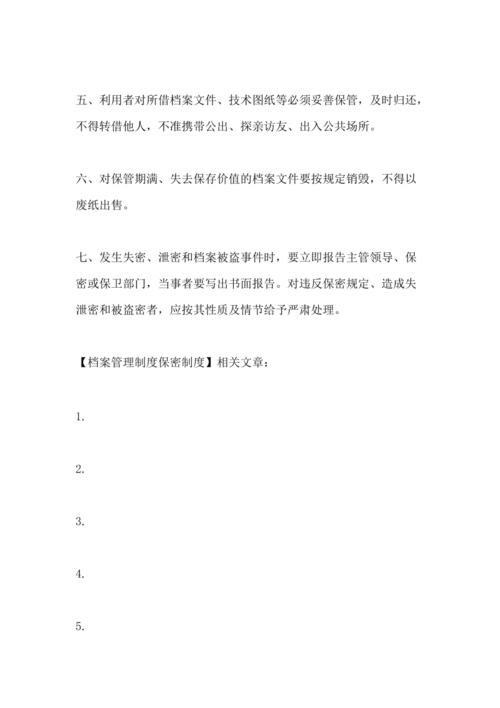 五、利用者对所借档案文件、技术图纸等必须妥善保管，及时归还，
不得转借他人，不准携带公出、探亲访友、出入公共场所。
六、对保管期满、失去保存价值的档案文件要按规定销毁，不得以
废纸出售。
七、发生失密、泄密和档案被盗事件时，要立即报告主管领导、保
密或保卫部门，当事者要写出书面报告。对违反保密规定、造成失
泄密和被盗密者，应按其性质及情节给予严肃处理。
【档案管理制度保密制度】相关文章：
1.
2.
3.
4.
5.